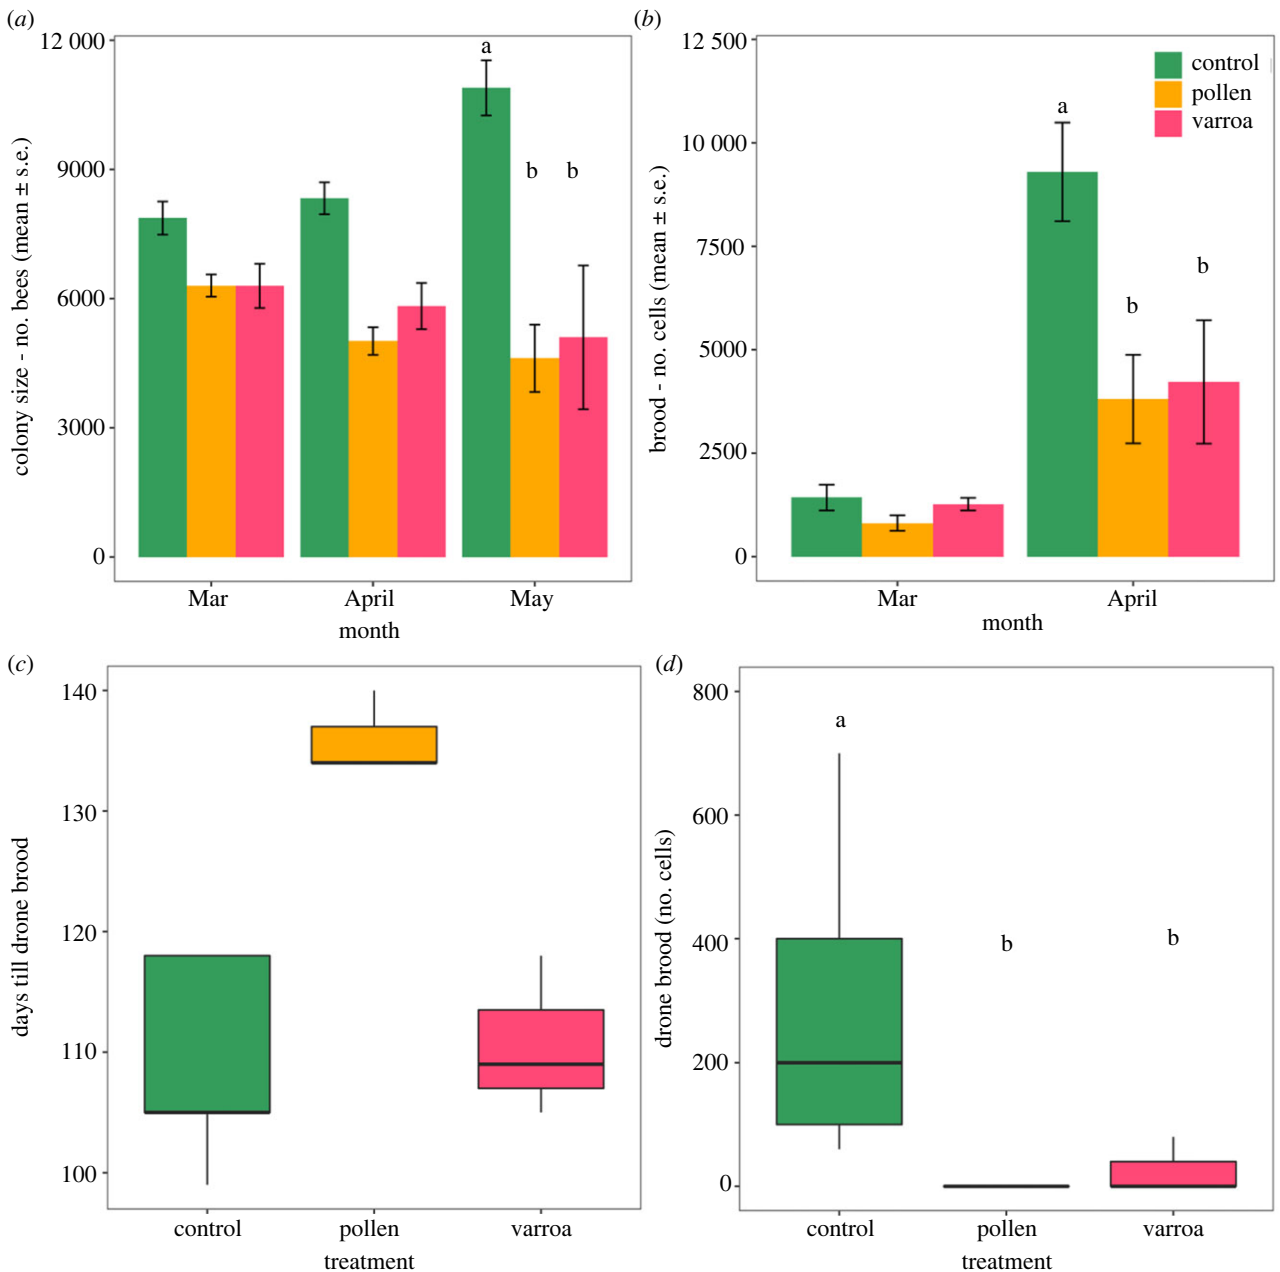 (a)
12 000
9000
6000
3000
0
colony size - no. bees (mean ± s.e.)
a
b b
Mar April May
month
(b)
12 500
10 000
7500
5000
2500
0
brood - no. cells (mean ± s.e.)
control
pollen
varroa
a
b
b
Mar April
month
(c)
140
130
120
110
100
days till drone brood
control pollen varroa
treatment
(d)
800
600
400
200
0
drone brood (no. cells)
a
b
b
control pollen varroa
treatment